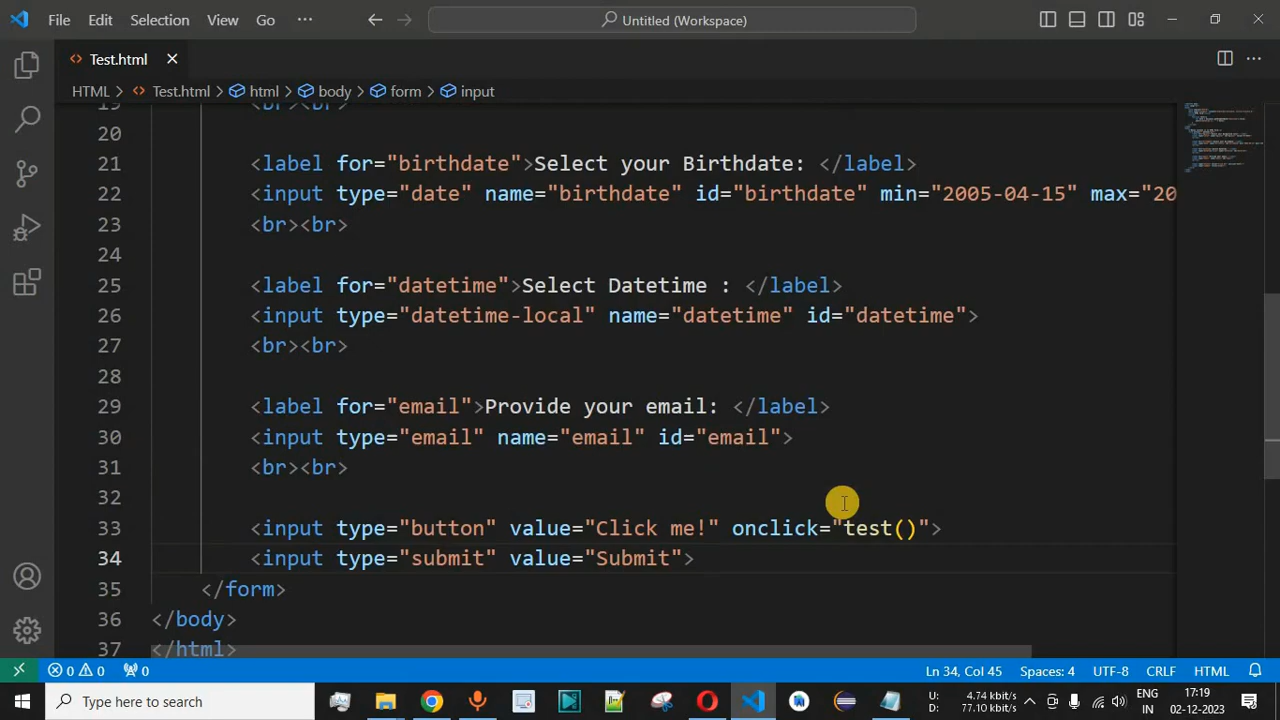 File Edit Selection View Go ··· Untitled (Workspace)
Test.html
HTML > Test.html > html > body > form > input
19 <br><br>
20
21 <label for="birthdate">Select your Birthdate: </label>
22 <input type="date" name="birthdate" id="birthdate" min="2005-04-15" max="20
23 <br><br>
24
25 <label for="datetime">Select Datetime : </label>
26 <input type="datetime-local" name="datetime" id="datetime">
27 <br><br>
28
29 <label for="email">Provide your email: </label>
30 <input type="email" name="email" id="email">
31 <br><br>
32
33 <input type="button" value="Click me!" onclick="test()">
34 <input type="submit" value="Submit">
35 </form>
36 </body>
37 </html>
0 0 0 Ln 34, Col 45 Spaces: 4 UTF-8 CRLF HTML
Type here to search
U: 4.74 kbit/s
D: 77.10 kbit/s
ENG
IN
17:19
02-12-2023